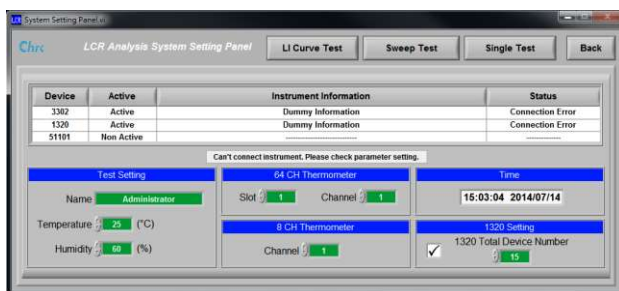 System Setting Panel.vi
Chrc LCR Analysis System Setting Panel LI Curve Test Sweep Test Single Test Back
Device Active Instrument Information Status
3302 Active Dummy Information Connection Error
1320 Active Dummy Information Connection Error
51101 Non Active -------------------------- -------------
Can't connect instrument. Please check parameter setting.
Test Setting 64 CH Thermometer Time
Name Administrator Slot 1 Channel 1 15:03:04 2014/07/14
Temperature 25 (°C) 8 CH Thermometer 1320 Setting
Humidity 60 (%) Channel 1 1320 Total Device Number
15